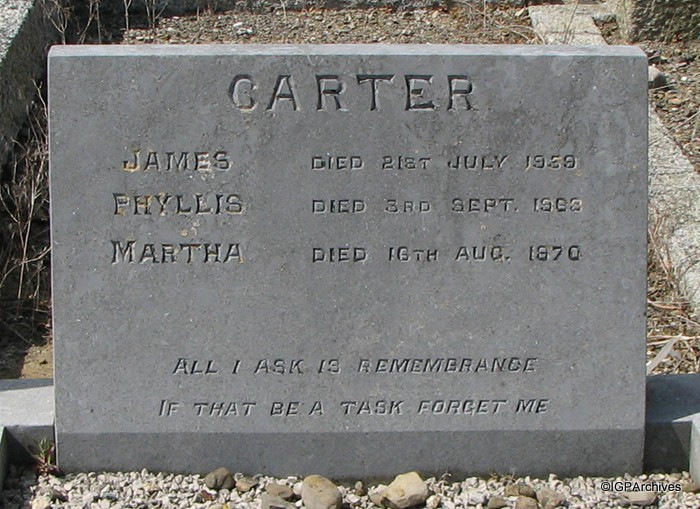 CARTER
JAMES DIED 21ST JULY 1959
PHYLLIS DIED 3RD SEPT. 1968
MARTHA DIED 16TH AUG. 1970
ALL I ASK IS REMEMBRANCE
IF THAT BE A TASK FORGET ME
©IGPArchives